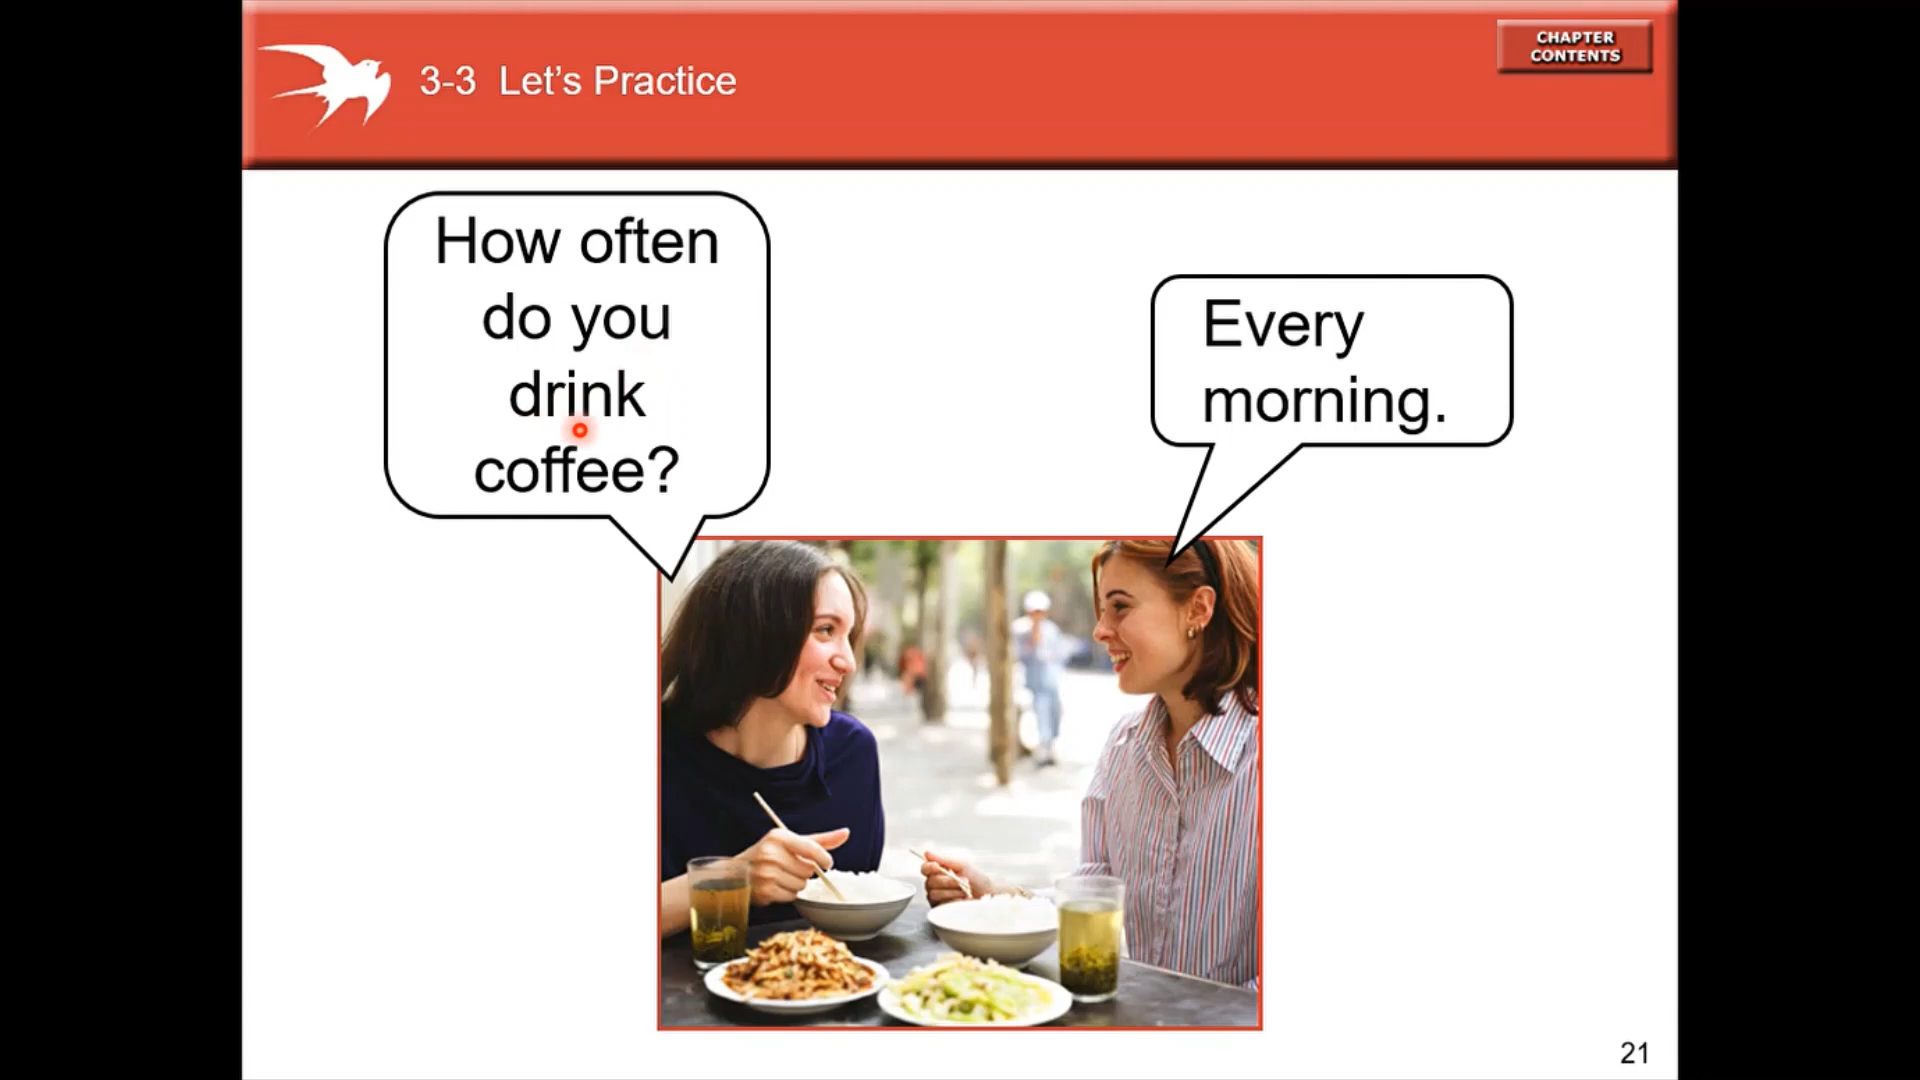 CHAPTER
CONTENTS
3-3 Let’s Practice
How often
do you
drink
coffee?
Every
morning.
21